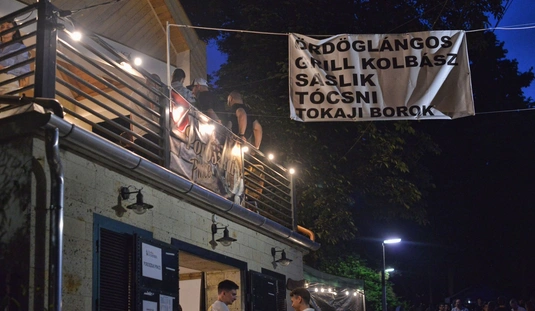 ÖRDÖGLÁNGOS
GRILL KOLBÁSZ
SASLIK
TÓCSNI
TOKAJI BOROK